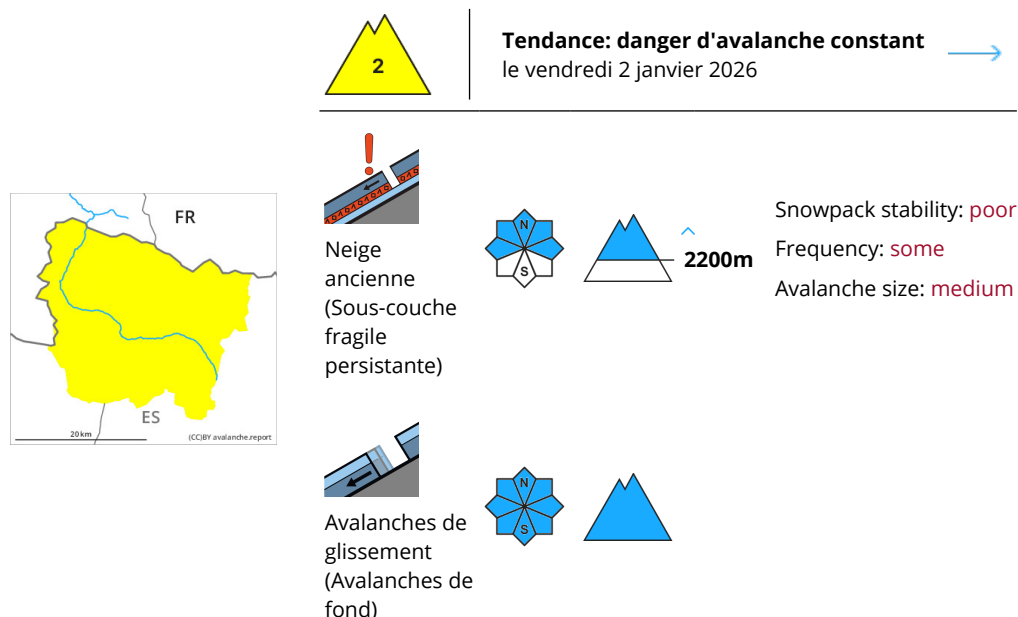 2
Tendance: danger d'avalanche constant
le vendredi 2 janvier 2026
FR
ES
20 km
(CC)BY avalanche.report
Neige
ancienne
(Sous-couche
fragile
persistante)
N
S
2200m
Snowpack stability: poor
Frequency: some
Avalanche size: medium
Avalanches de
glissement
(Avalanches de
fond)
N
S